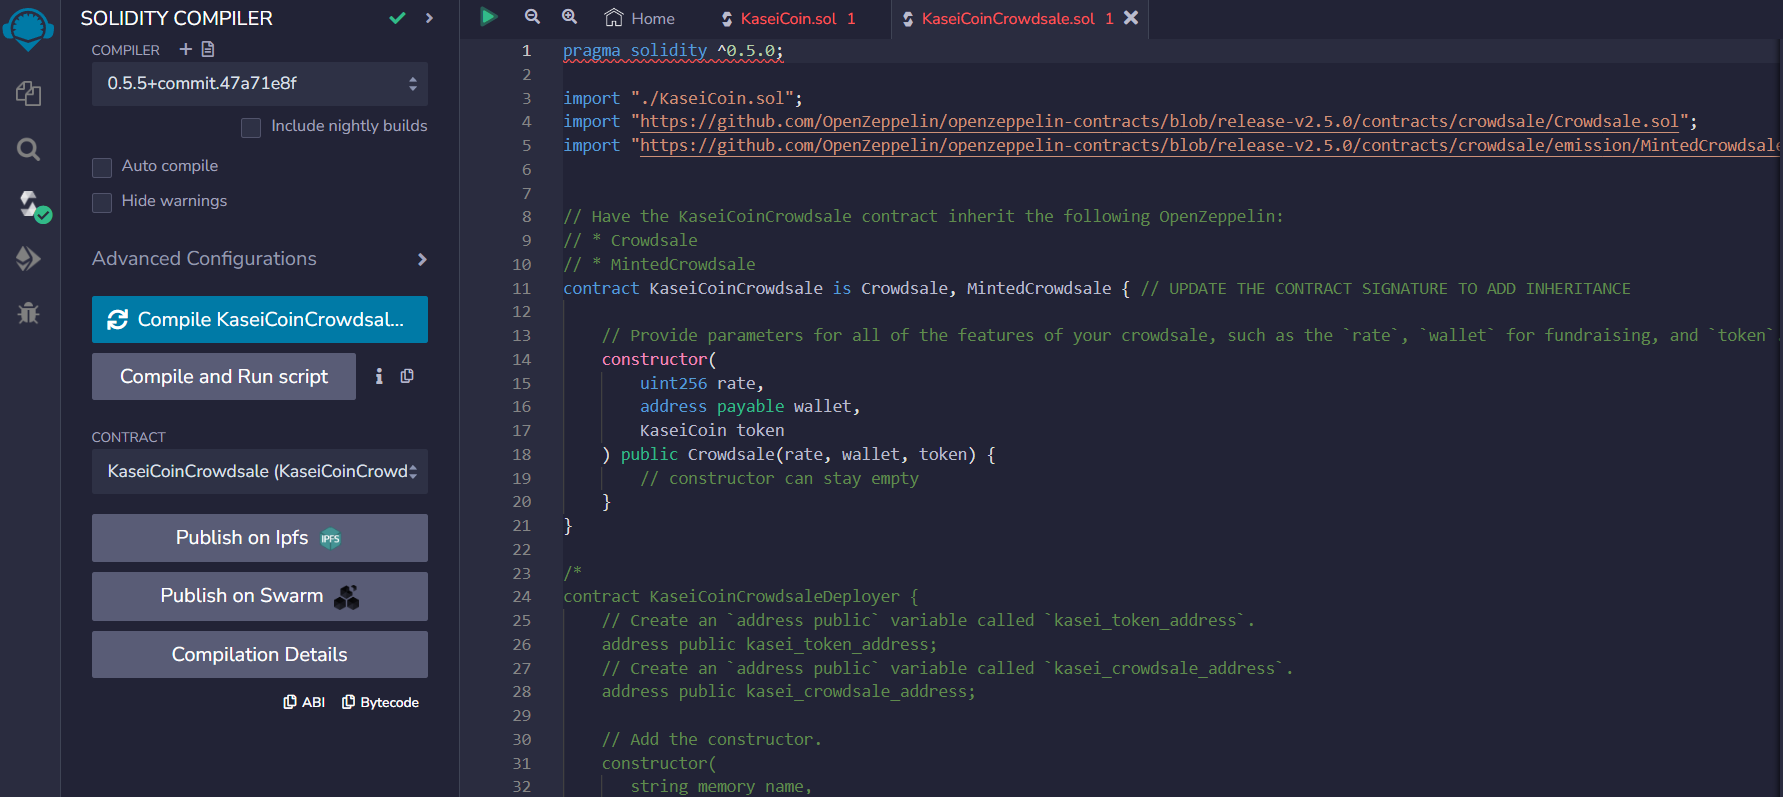 SOLIDITY COMPILER
COMPILER
0.5.5+commit.47a71e8f
Include nightly builds
Auto compile
Hide warnings
Advanced Configurations
Compile KaseiCoinCrowdsal...
Compile and Run script
CONTRACT
KaseiCoinCrowdsale (KaseiCoinCrowd
Publish on Ipfs IPFS
Publish on Swarm
Compilation Details
ABI Bytecode
Home KaseiCoin.sol 1 KaseiCoinCrowdsale.sol 1
1 pragma solidity ^0.5.0;
2
3 import "./KaseiCoin.sol";
4 import "https://github.com/OpenZeppelin/openzeppelin-contracts/blob/release-v2.5.0/contracts/crowdsale/Crowdsale.sol";
5 import "https://github.com/OpenZeppelin/openzeppelin-contracts/blob/release-v2.5.0/contracts/crowdsale/emission/MintedCrowdsale
6
7
8 // Have the KaseiCoinCrowdsale contract inherit the following OpenZeppelin:
9 // * Crowdsale
10 // * MintedCrowdsale
11 contract KaseiCoinCrowdsale is Crowdsale, MintedCrowdsale { // UPDATE THE CONTRACT SIGNATURE TO ADD INHERITANCE
12
13 // Provide parameters for all of the features of your crowdsale, such as the `rate`, `wallet` for fundraising, and `token`
14 constructor(
15 uint256 rate,
16 address payable wallet,
17 KaseiCoin token
18 ) public Crowdsale(rate, wallet, token) {
19 // constructor can stay empty
20 }
21 }
22
23 /*
24 contract KaseiCoinCrowdsaleDeployer {
25 // Create an `address public` variable called `kasei_token_address`.
26 address public kasei_token_address;
27 // Create an `address public` variable called `kasei_crowdsale_address`.
28 address public kasei_crowdsale_address;
29
30 // Add the constructor.
31 constructor(
32 string memory name,